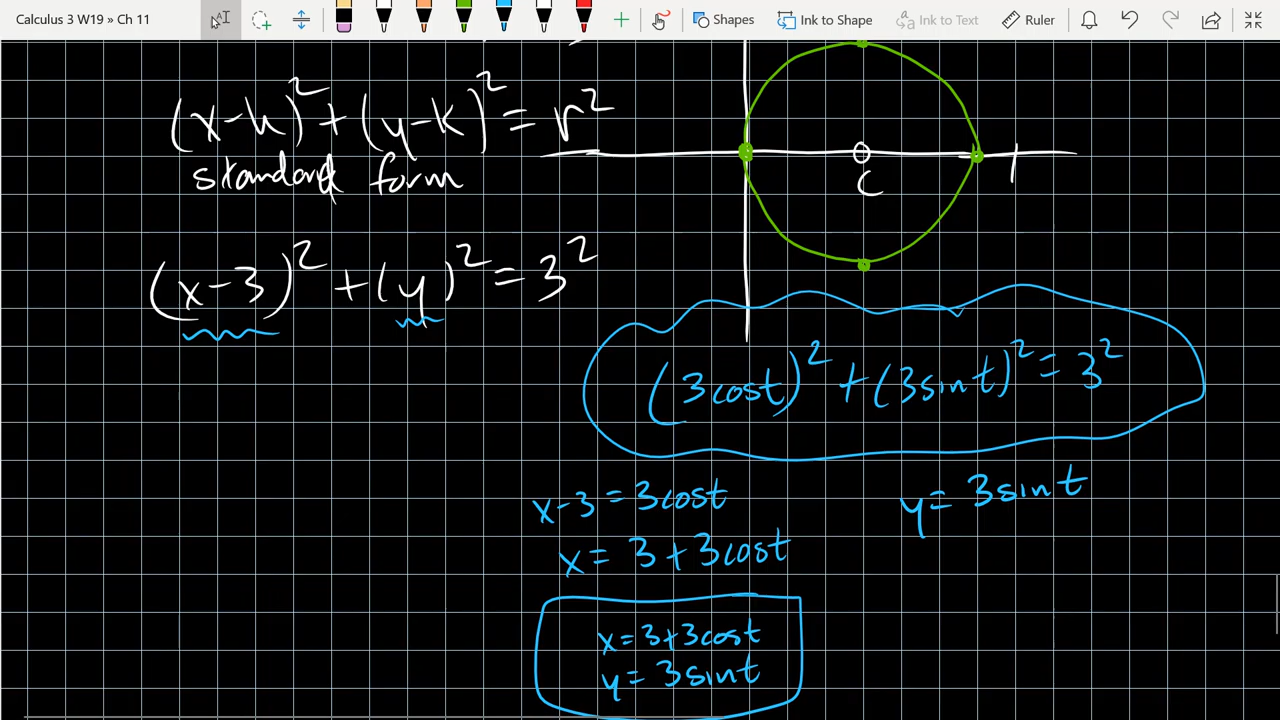 Calculus 3 W19 » Ch 11
Shapes
Ink to Shape
Ink to Text
Ruler
(x-h)²+(y-k)²=r²
standard form
C
(x-3)²+(y)²=3²
(3cost)²+(3sint)²=3²
x-3=3cost
y=3sint
x=3+3cost
x=3+3cost
y=3sint